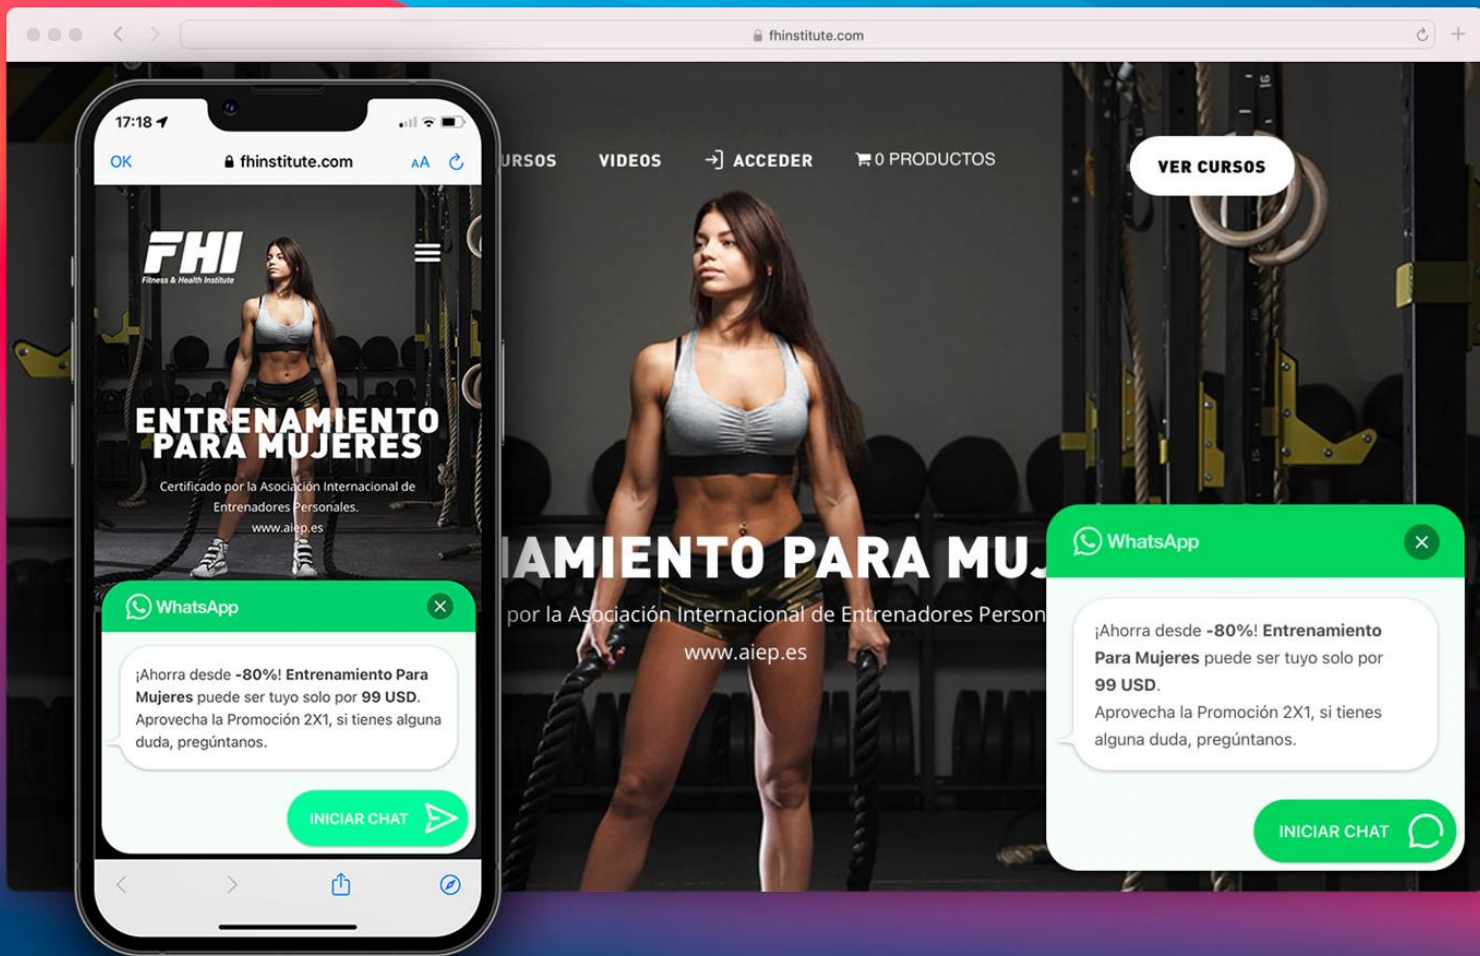 fhinstitute.com
17:18
OK
fhinstitute.com
AA
FHI
Fitness & Health Institute
ENTRENAMIENTO
PARA MUJERES
Certificado por la Asociación Internacional de
Entrenadores Personales.
www.aiep.es
WhatsApp
¡Ahorra desde -80%! Entrenamiento Para
Mujeres puede ser tuyo solo por 99 USD.
Aprovecha la Promoción 2X1, si tienes alguna
duda, pregúntanos.
INICIAR CHAT
URSOS VIDEOS ACCEDER 0 PRODUCTOS
VER CURSOS
NAMIENTO PARA MUJ
por la Asociación Internacional de Entrenadores Person
www.aiep.es
WhatsApp
¡Ahorra desde -80%! Entrenamiento
Para Mujeres puede ser tuyo solo por
99 USD.
Aprovecha la Promoción 2X1, si tienes
alguna duda, pregúntanos.
INICIAR CHAT